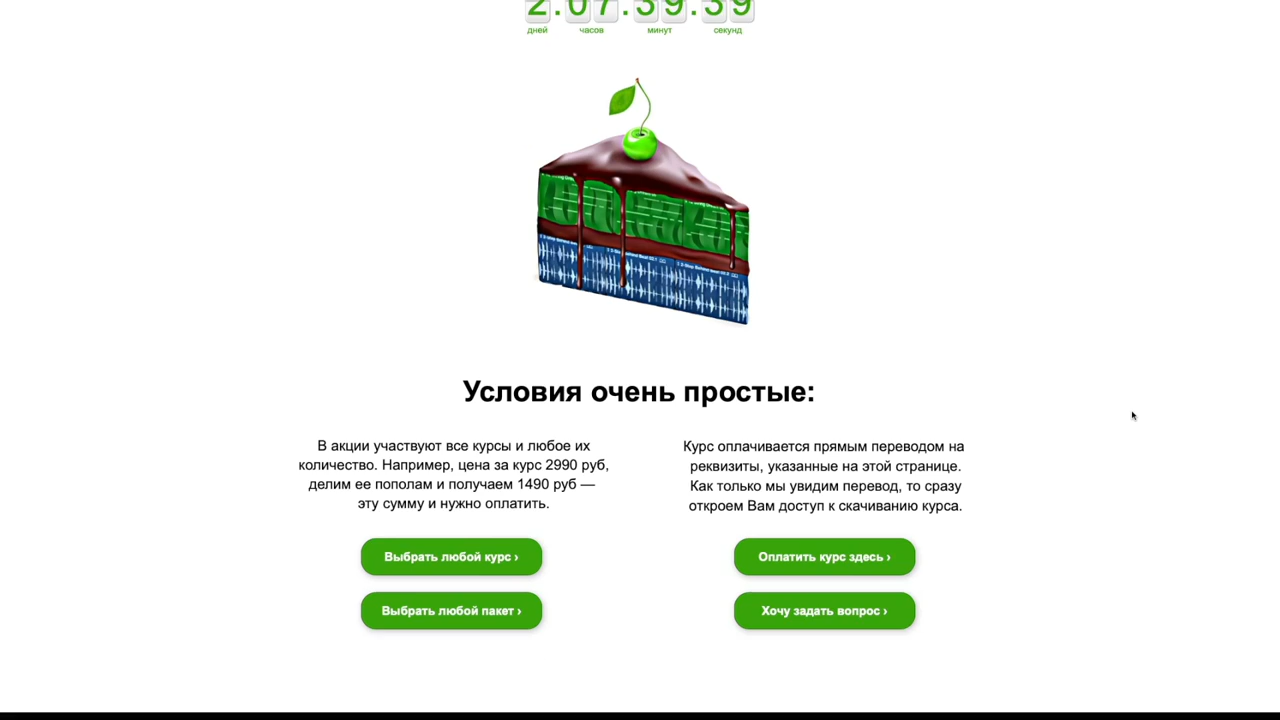 2.07.39.39
дней часов минут секунд
Условия очень простые:
В акции участвуют все курсы и любое их
количество. Например, цена за курс 2990 руб,
делим ее пополам и получаем 1490 руб —
эту сумму и нужно оплатить.
Курс оплачивается прямым переводом на
реквизиты, указанные на этой странице.
Как только мы увидим перевод, то сразу
откроем Вам доступ к скачиванию курса.
Выбрать любой курс ›
Оплатить курс здесь ›
Выбрать любой пакет ›
Хочу задать вопрос ›